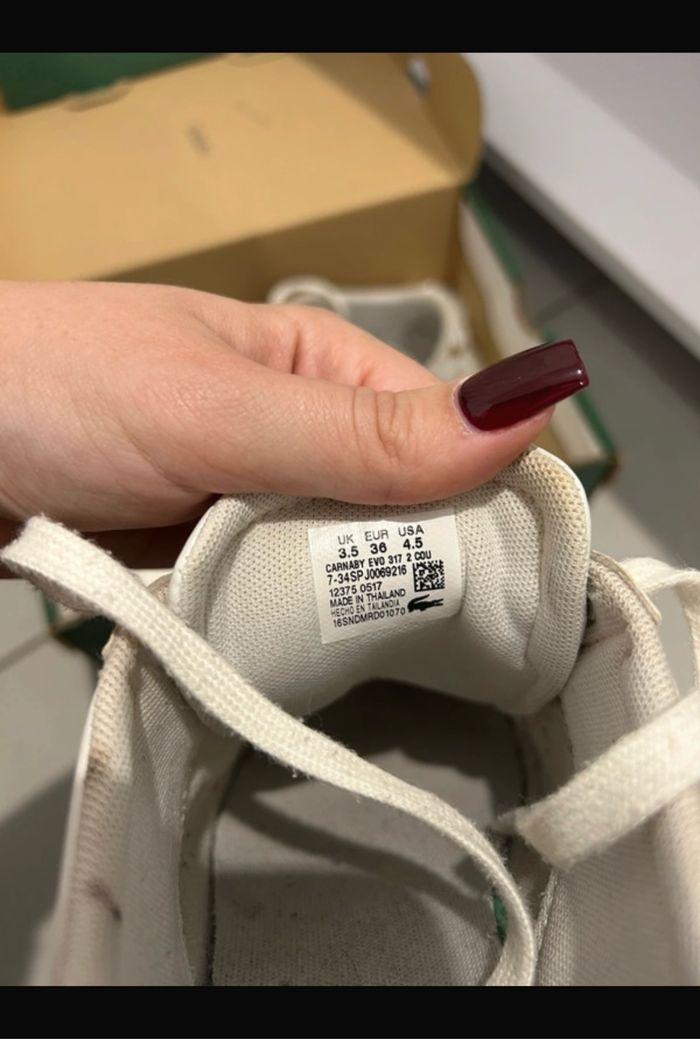 UK EUR USA
3.5 36 4.5
CARNABY EVO 317 2 COU
7-34SPJ0069216
12375 0517
MADE IN THAILAND
HECHO EN TAILANDIA
16SNDMRD01070